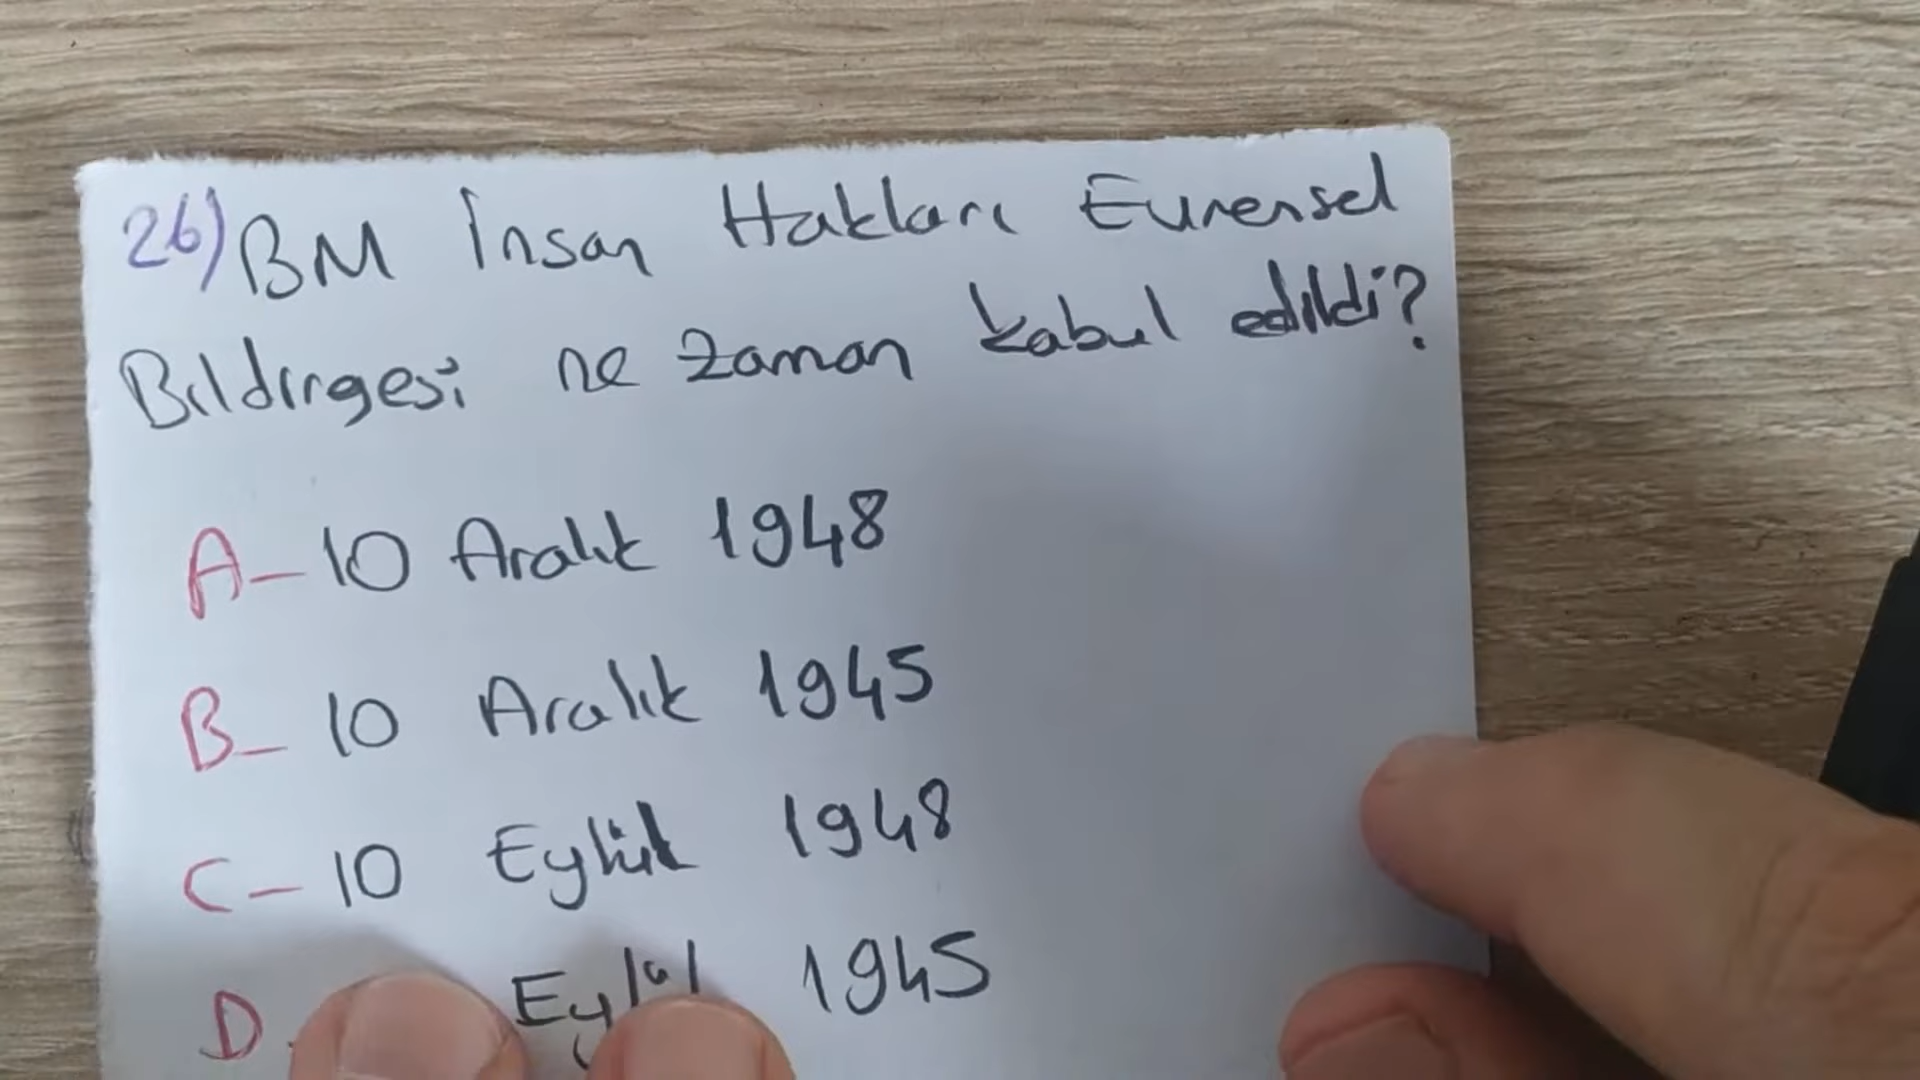 26) BM İnsan Hakları Evrensel
Bildirgesi ne zaman kabul edildi?
A- 10 Aralık 1948
B- 10 Aralık 1945
C- 10 Eylül 1948
D Eylül 1945